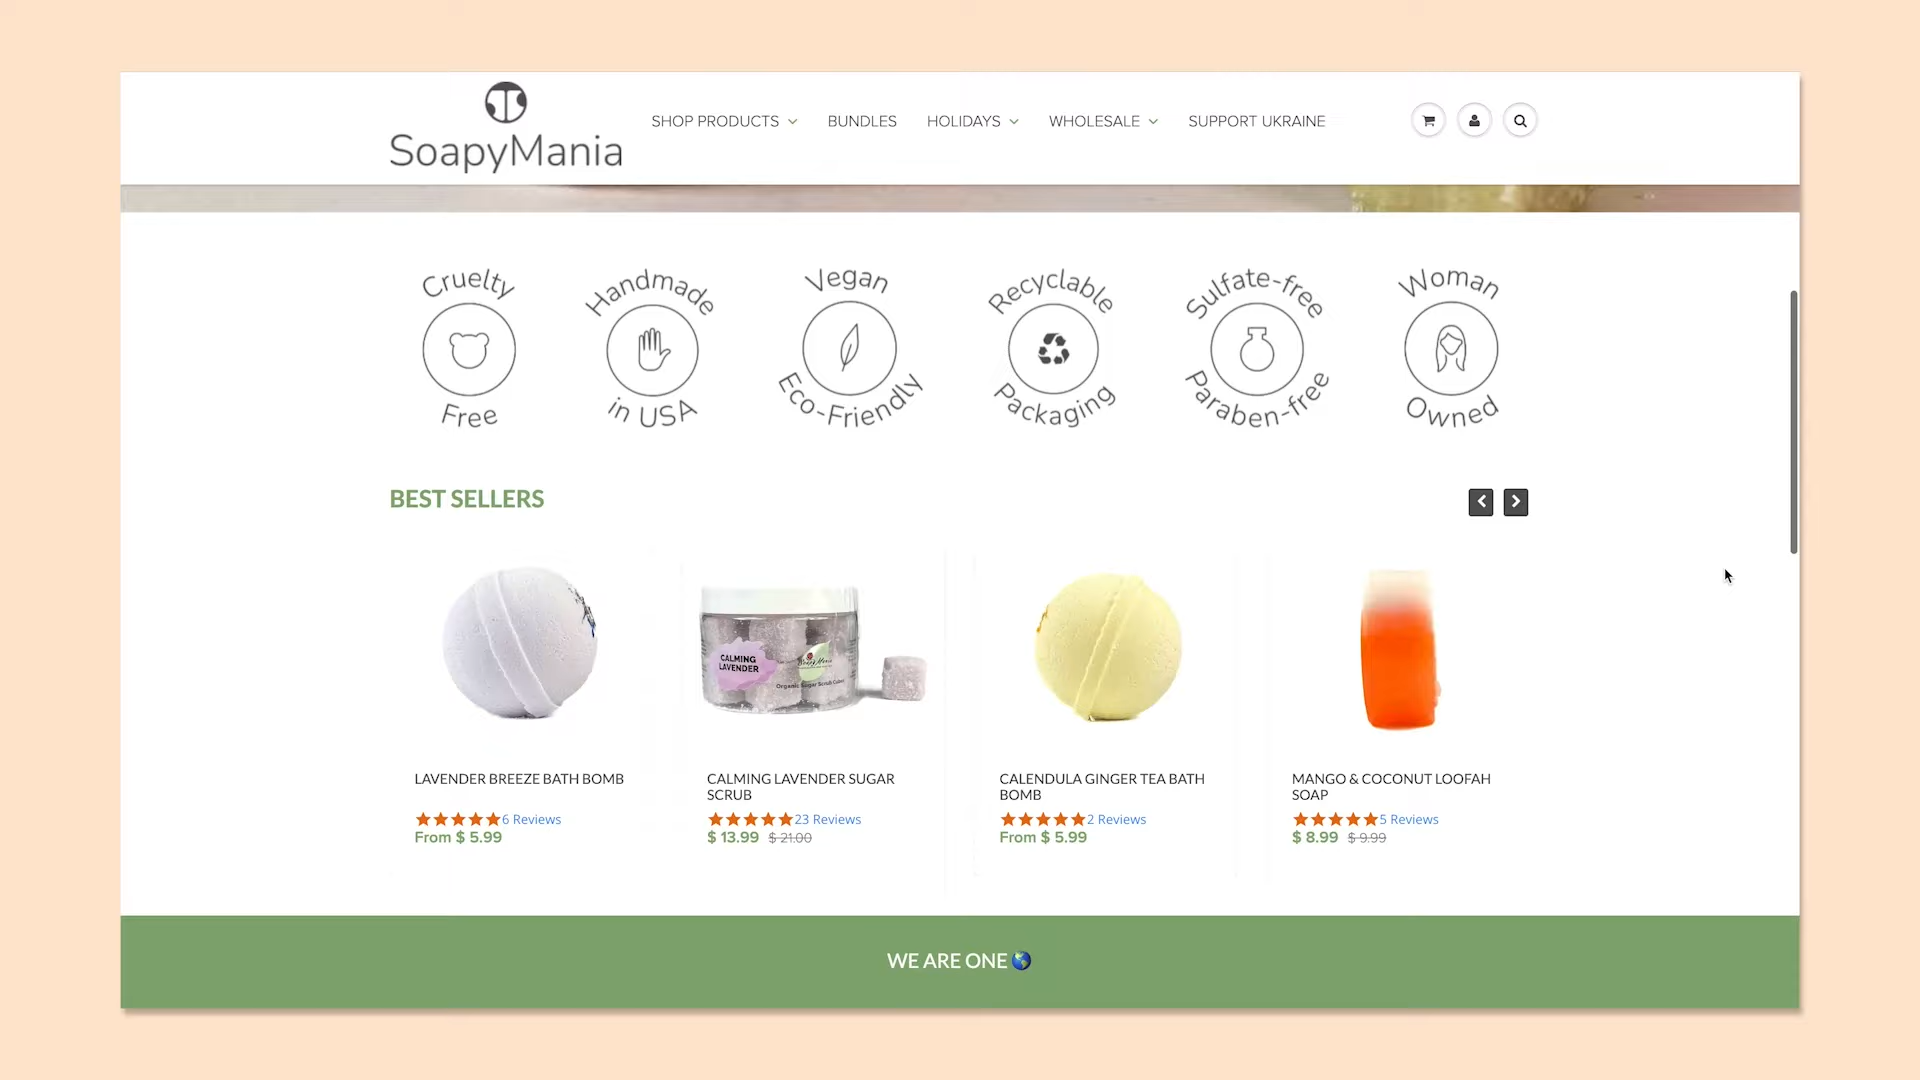 SoapyMania
SHOP PRODUCTS
BUNDLES
HOLIDAYS
WHOLESALE
SUPPORT UKRAINE
Cruelty
Free
Handmade
in USA
Vegan
Eco-Friendly
Recyclable
Packaging
Sulfate-free
Paraben-free
Woman
Owned
BEST SELLERS
CALMING
LAVENDER
Organic Sugar Scrub Cubes
LAVENDER BREEZE BATH BOMB
6 Reviews
From $ 5.99
CALMING LAVENDER SUGAR
SCRUB
23 Reviews
$ 13.99 $ 21.00
CALENDULA GINGER TEA BATH
BOMB
2 Reviews
From $ 5.99
MANGO & COCONUT LOOFAH
SOAP
5 Reviews
$ 8.99 $ 9.99
WE ARE ONE